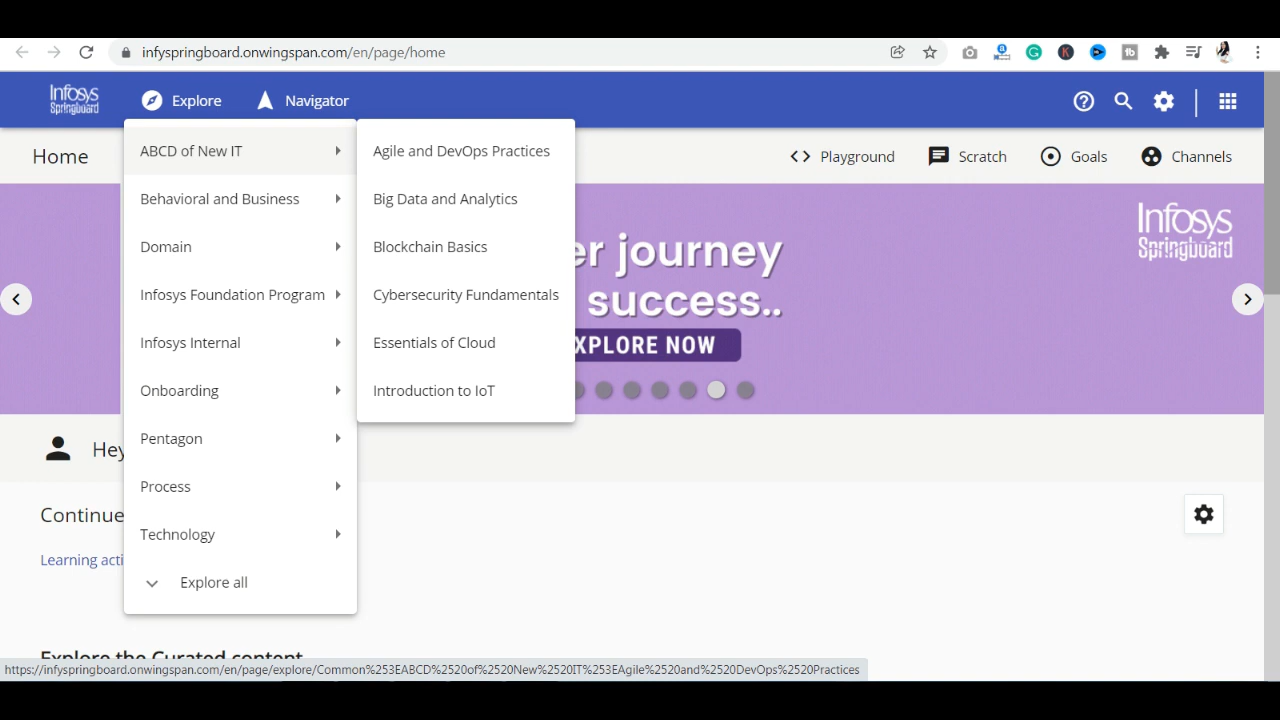 infyspringboard.onwingspan.com/en/page/home
Infosys
Springboard
Explore
Navigator
Home
Playground
Scratch
Goals
Channels
ABCD of New IT
Behavioral and Business
Domain
Infosys Foundation Program
Infosys Internal
Onboarding
Pentagon
Process
Technology
Explore all
Agile and DevOps Practices
Big Data and Analytics
Blockchain Basics
Cybersecurity Fundamentals
Essentials of Cloud
Introduction to IoT
er journey
success..
XPLORE NOW
Infosys
Springboard
Hey
Continue
Learning acti
Explore the Curated content
https://infyspringboard.onwingspan.com/en/page/explore/Common%253EABCD%2520of%2520New%2520IT%253EAgile%2520and%2520DevOps%2520Practices